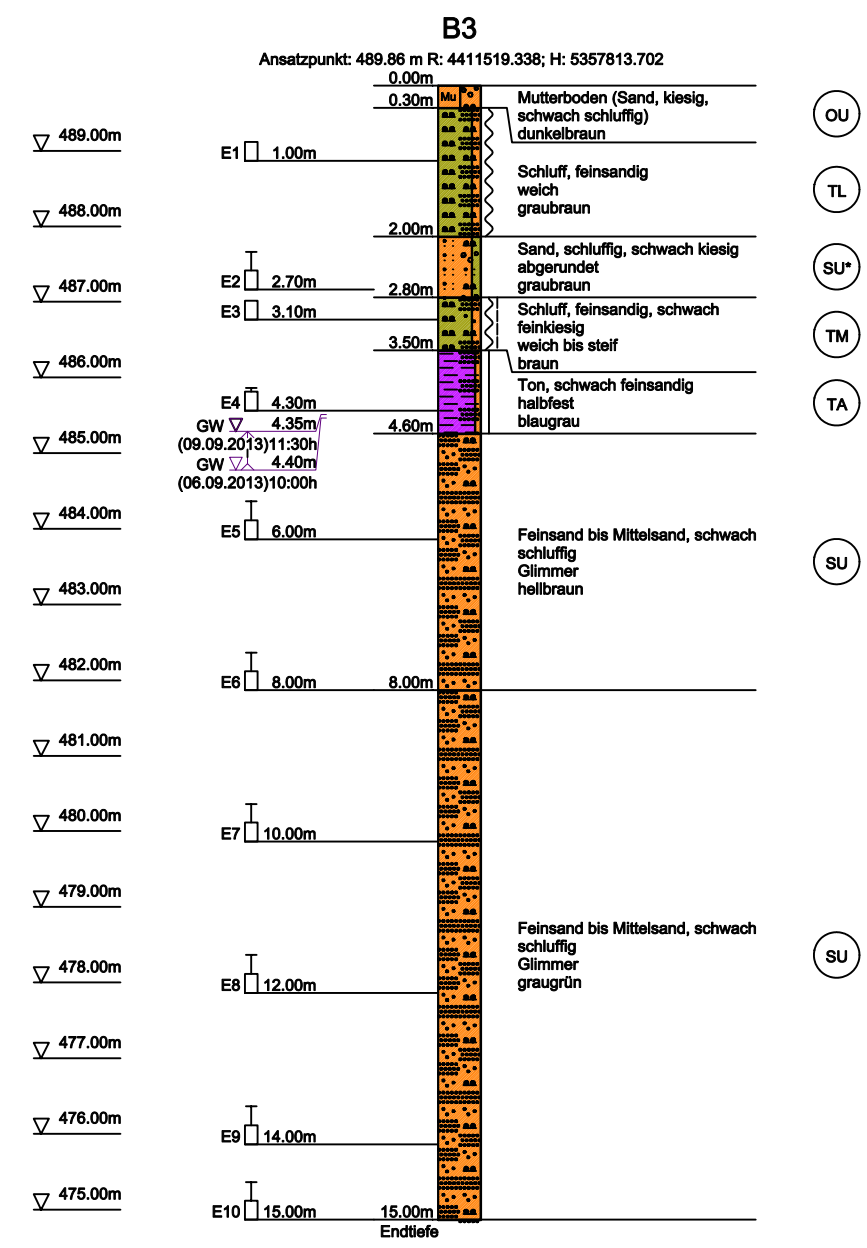 B3
Ansatzpunkt: 489.86 m R: 4411519.338; H: 5357813.702
0.00m
Mu
0.30m
Mutterboden (Sand, kiesig,
schwach schluffig)
dunkelbraun
OU
489.00m
E1 1.00m
Schluff, feinsandig
weich
graubraun
TL
488.00m
2.00m
Sand, schluffig, schwach kiesig
abgerundet
graubraun
SU*
487.00m
E2 2.70m
2.80m
E3 3.10m
Schluff, feinsandig, schwach
feinkiesig
weich bis steif
braun
TM
3.50m
486.00m
Ton, schwach feinsandig
halbfest
blaugrau
TA
E4 4.30m
GW 4.35m
(09.09.2013)11:30h
4.60m
485.00m
GW 4.40m
(06.09.2013)10:00h
484.00m
E5 6.00m
Feinsand bis Mittelsand, schwach
schluffig
Glimmer
hellbraun
SU
483.00m
482.00m
E6 8.00m
8.00m
481.00m
480.00m
E7 10.00m
479.00m
Feinsand bis Mittelsand, schwach
schluffig
Glimmer
graugrün
SU
478.00m
E8 12.00m
477.00m
476.00m
E9 14.00m
475.00m
E10 15.00m
15.00m
Endtiefe